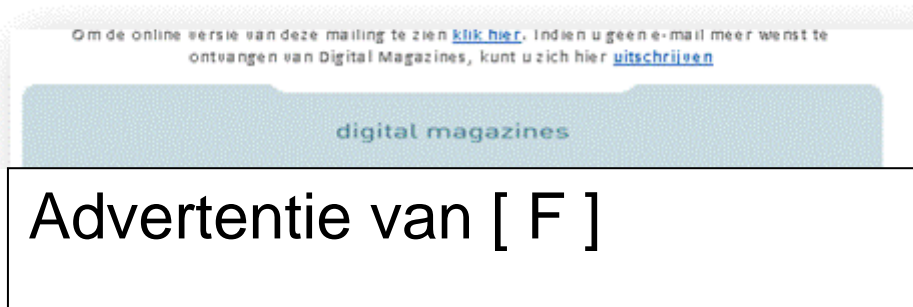 Om de online versie van deze mailing te zien klik hier. Indien u geen e-mail meer wenst te
ontvangen van Digital Magazines, kunt u zich hier uitschrijven
digital magazines
Advertentie van [ F ]